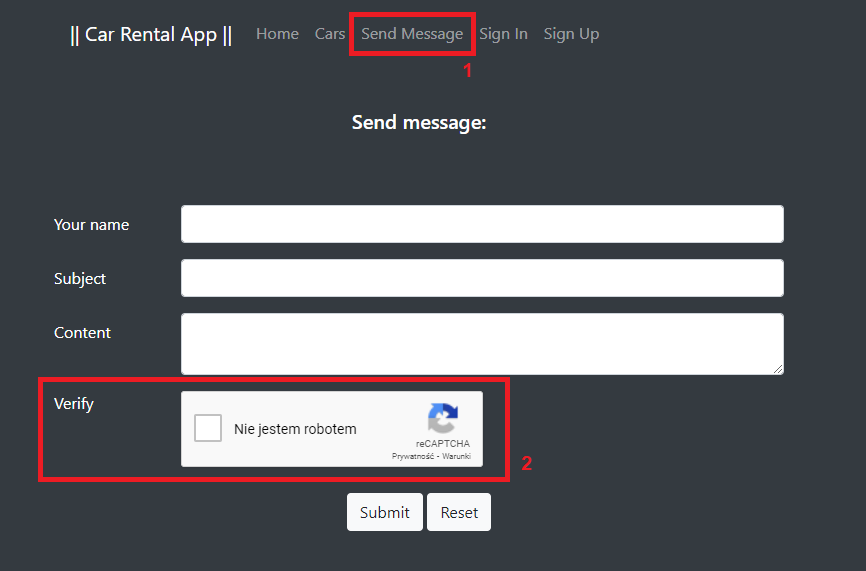 || Car Rental App || Home Cars Send Message Sign In Sign Up
1
Send message:
Your name
Subject
Content
Verify
Nie jestem robotem
reCAPTCHA
Prywatność - Warunki
2
Submit Reset